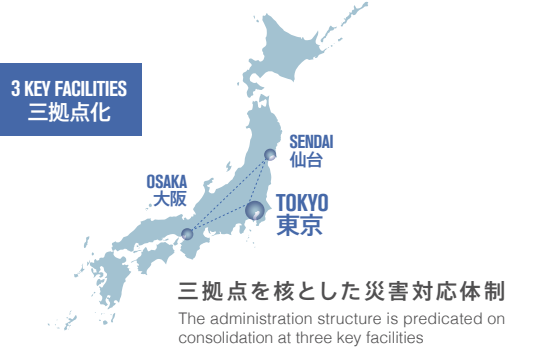 3 KEY FACILITIES
三拠点化
SENDAI
仙台
OSAKA
大阪
TOKYO
東京
三拠点を核とした災害対応体制
The administration structure is predicated on
consolidation at three key facilities